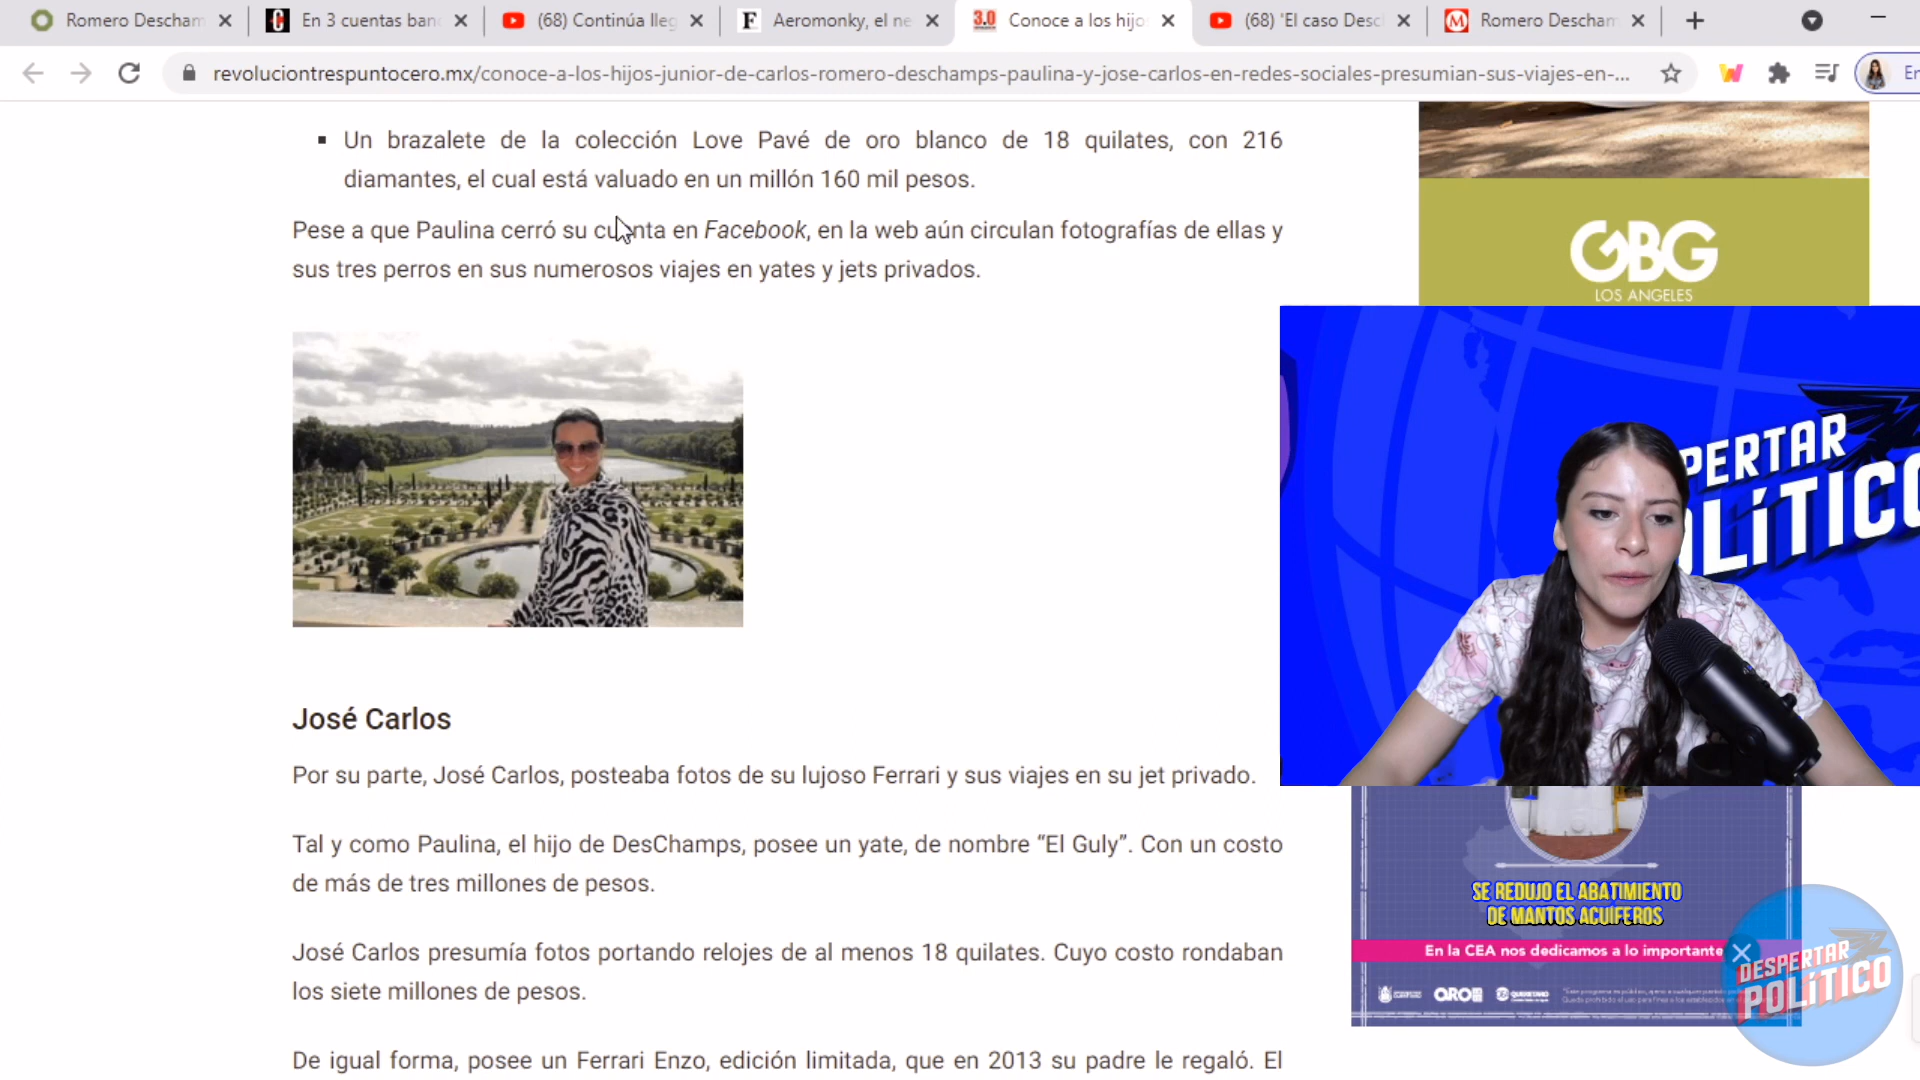 Romero Descham
En 3 cuentas ban
(68) Continúa lleg
Aeromonky, el ne
3.0
Conoce a los hijo
(68) 'El caso Desc
Romero Descham
revoluciontrespuntocero.mx/conoce-a-los-hijos-junior-de-carlos-romero-deschamps-paulina-y-jose-carlos-en-redes-sociales-presumian-sus-viajes-en-...
En
▪ Un brazalete de la colección Love Pavé de oro blanco de 18 quilates, con 216
diamantes, el cual está valuado en un millón 160 mil pesos.
Pese a que Paulina cerró su cuenta en Facebook, en la web aún circulan fotografías de ellas y
sus tres perros en sus numerosos viajes en yates y jets privados.
GBG
LOS ANGELES
PERTAR
LÍTICO
José Carlos
Por su parte, José Carlos, posteaba fotos de su lujoso Ferrari y sus viajes en su jet privado.
Tal y como Paulina, el hijo de DesChamps, posee un yate, de nombre “El Guly”. Con un costo
de más de tres millones de pesos.
José Carlos presumía fotos portando relojes de al menos 18 quilates. Cuyo costo rondaban
los siete millones de pesos.
De igual forma, posee un Ferrari Enzo, edición limitada, que en 2013 su padre le regaló. El
SE REDUJO EL ABATIMIENTO
DE MANTOS ACUÍFEROS
En la CEA nos dedicamos a lo importante
QRO
QUERÉTARO
DESPERTAR
POLÍTICO